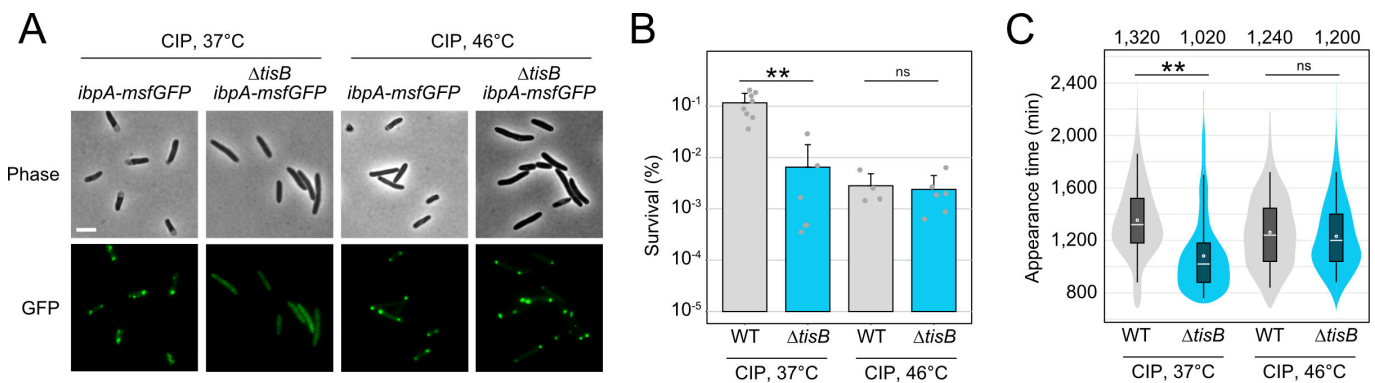 A
CIP, 37°C
CIP, 46°C
ibpA-msfGFP
ΔtisB
ibpA-msfGFP
ibpA-msfGFP
ΔtisB
ibpA-msfGFP
Phase
GFP
B
Survival (%)
10⁻¹
10⁻²
10⁻³
10⁻⁴
10⁻⁵
**
ns
WT
ΔtisB
WT
ΔtisB
CIP, 37°C
CIP, 46°C
C
1,320
1,020
1,240
1,200
Appearance time (min)
2,400
2,000
1,600
1,200
800
**
ns
WT
ΔtisB
WT
ΔtisB
CIP, 37°C
CIP, 46°C